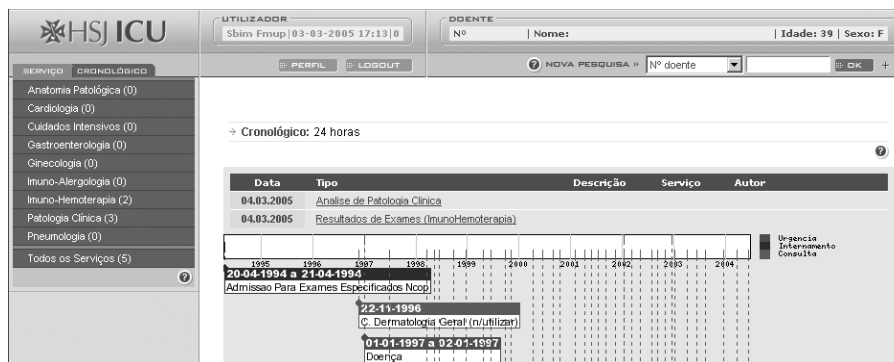 HSJ ICU
UTILIZADOR
Sbim Fmup|03-03-2005 17:13|0
DOENTE
Nº | Nome: | Idade: 39 | Sexo: F
PERFIL LOGOUT
NOVA PESQUISA » Nº doente OK +
SERVIÇO CRONOLÓGICO
Anatomia Patológica (0)
Cardiologia (0)
Cuidados Intensivos (0)
Gastroenterologia (0)
Ginecologia (0)
Imuno-Alergologia (0)
Imuno-Hemoterapia (2)
Patologia Clínica (3)
Pneumologia (0)
Todos os Serviços (5)
Cronológico: 24 horas
Data Tipo Descrição Serviço Autor
04.03.2005 Analise de Patologia Clinica
04.03.2005 Resultados de Exames (ImunoHemoterapia)
Urgencia
Internamento
Consulta
1995 1996 1997 1998 1999 2000 2001 2002 2003 2004
20-04-1994 a 21-04-1994
Admissao Para Exames Especificados Ncop
22-11-1996
C. Dermatologia Geral (n/utilizar)
01-01-1997 a 02-01-1997
Doença